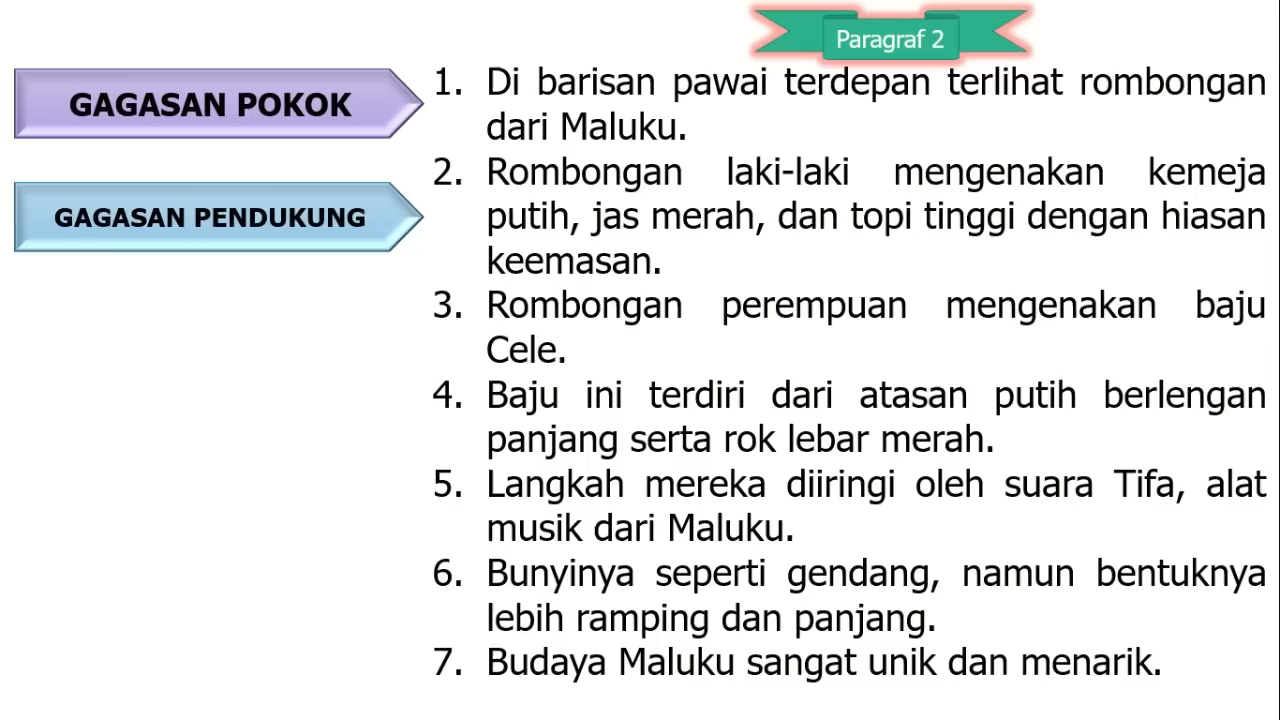 Paragraf 2
GAGASAN POKOK
GAGASAN PENDUKUNG
1. Di barisan pawai terdepan terlihat rombongan
dari Maluku.
2. Rombongan laki-laki mengenakan kemeja
putih, jas merah, dan topi tinggi dengan hiasan
keemasan.
3. Rombongan perempuan mengenakan baju
Cele.
4. Baju ini terdiri dari atasan putih berlengan
panjang serta rok lebar merah.
5. Langkah mereka diiringi oleh suara Tifa, alat
musik dari Maluku.
6. Bunyinya seperti gendang, namun bentuknya
lebih ramping dan panjang.
7. Budaya Maluku sangat unik dan menarik.